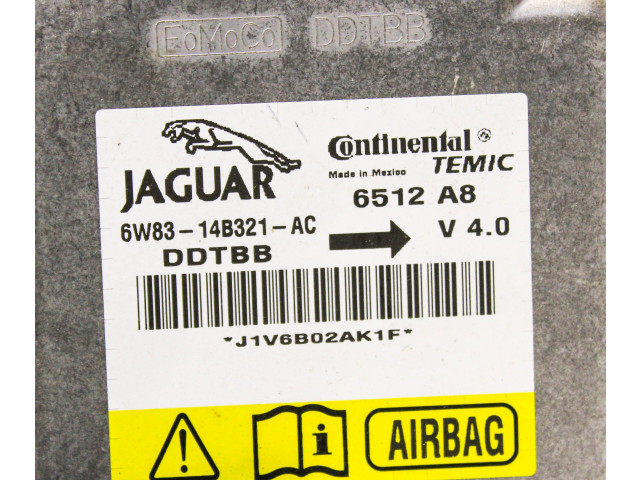 FoMoCo DDTBB
JAGUAR
Continental
TEMIC
Made in Mexico
6512 A8
6W83-14B321-AC
V 4.0
DDTBB
*J1V6B02AK1F*
i
AIRBAG